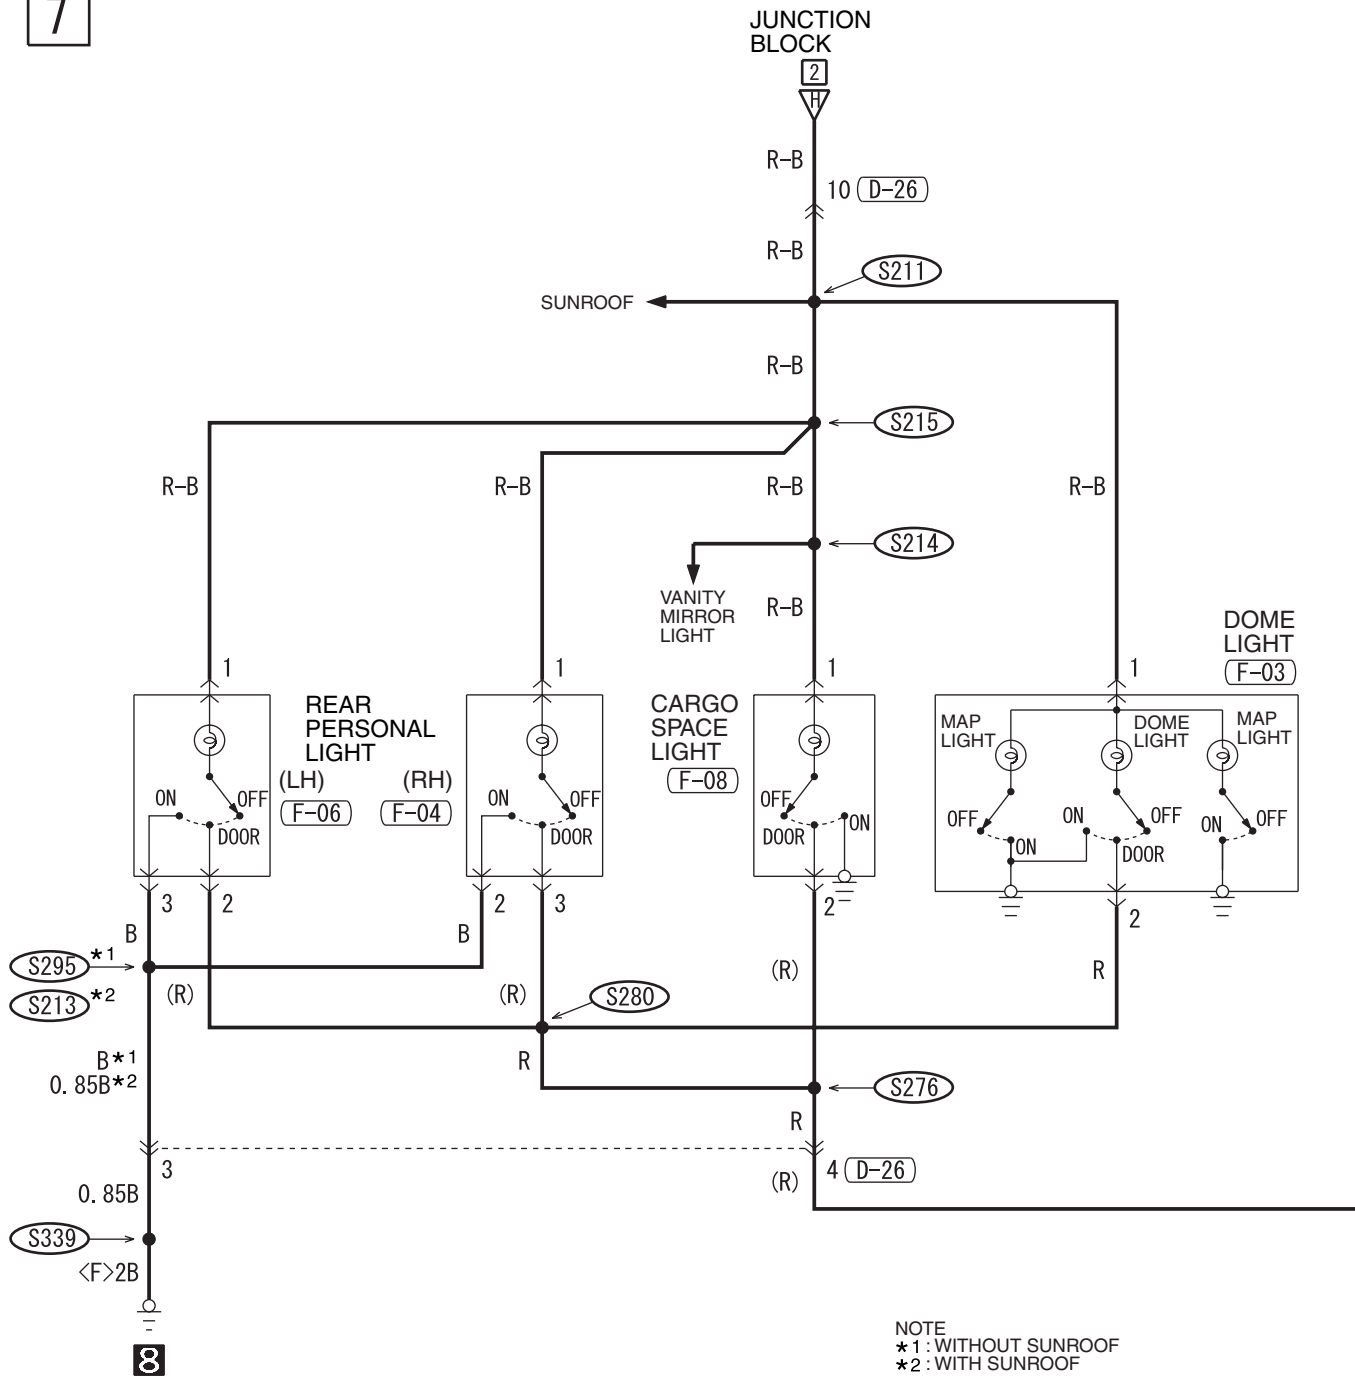 7
JUNCTION
BLOCK
2
H
R-B
10 D-26
R-B
S211
SUNROOF
R-B
S215
R-B R-B R-B R-B
S214
VANITY
MIRROR
LIGHT
R-B
DOME
LIGHT
F-03
1 1 1 1
REAR
PERSONAL
LIGHT
(LH)
F-06
(RH)
F-04
CARGO
SPACE
LIGHT
F-08
MAP
LIGHT
DOME
LIGHT
MAP
LIGHT
ON OFF
DOOR
ON OFF
DOOR
OFF
DOOR ON
OFF ON
ON OFF
DOOR
ON OFF
3 2 2 3 2 2
B B
S295 *1
S213 *2
(R) (R) (R) R
S280
B*1
0.85B*2
R
S276
R
3
4 D-26
0.85B
(R)
S339
<F>2B
8
NOTE
*1 : WITHOUT SUNROOF
*2 : WITH SUNROOF